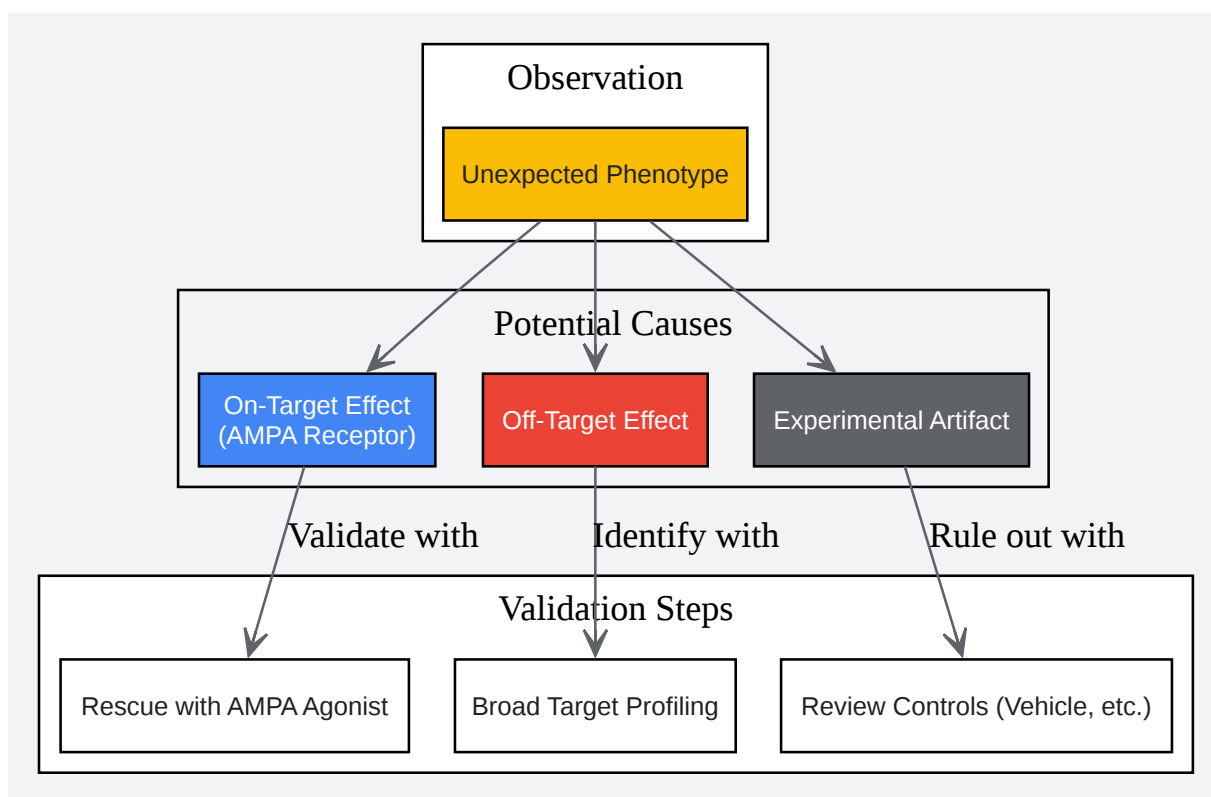 Observation
Unexpected Phenotype
Potential Causes
On-Target Effect
(AMPA Receptor)
Off-Target Effect
Experimental Artifact
Validate with
Identify with
Rule out with
Validation Steps
Rescue with AMPA Agonist
Broad Target Profiling
Review Controls (Vehicle, etc.)